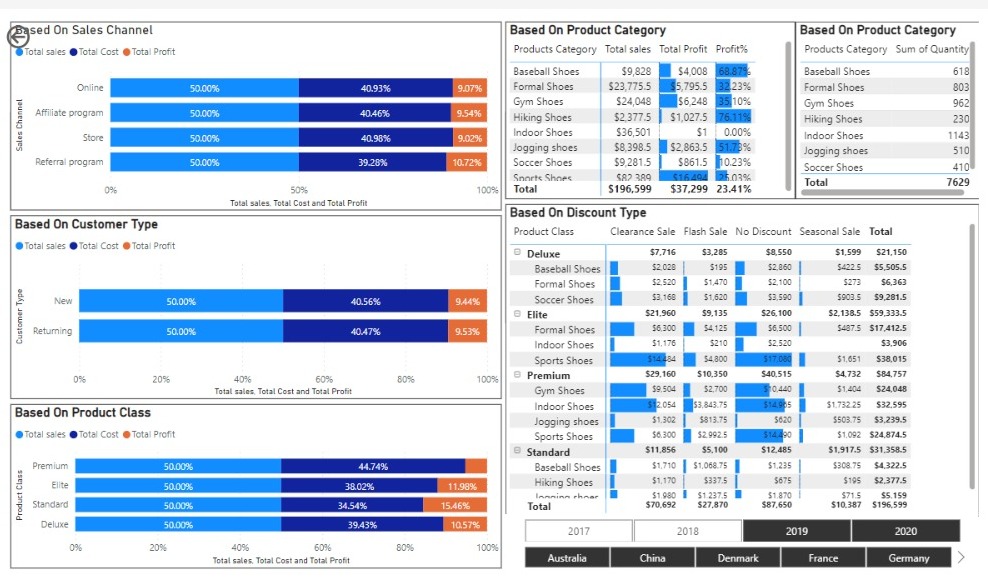 Based On Sales Channel
Total sales Total Cost Total Profit
Sales Channel
Online 50.00% 40.93% 9.07%
Affiliate program 50.00% 40.46% 9.54%
Store 50.00% 40.98% 9.02%
Referral program 50.00% 39.28% 10.72%
0% 50% 100%
Total sales, Total Cost and Total Profit
Based On Customer Type
Total sales Total Cost Total Profit
Customer Type
New 50.00% 40.56% 9.44%
Returning 50.00% 40.47% 9.53%
0% 20% 40% 60% 80% 100%
Total sales, Total Cost and Total Profit
Based On Product Class
Total sales Total Cost Total Profit
Product Class
Premium 50.00% 44.74%
Elite 50.00% 38.02% 11.98%
Standard 50.00% 34.54% 15.46%
Deluxe 50.00% 39.43% 10.57%
0% 20% 40% 60% 80% 100%
Total sales, Total Cost and Total Profit
Based On Product Category
Products Category Total sales Total Profit Profit%
Baseball Shoes $9,828 $4,008 68.87%
Formal Shoes $23,775.5 $5,795.5 32.23%
Gym Shoes $24,048 $6,248 35.10%
Hiking Shoes $2,377.5 $1,027.5 76.11%
Indoor Shoes $36,501 $1 0.00%
Jogging shoes $8,398.5 $2,863.5 51.73%
Soccer Shoes $9,281.5 $861.5 10.23%
Sports Shoes $82,389 $16,494 25.03%
Total $196,599 $37,299 23.41%
Based On Product Category
Products Category Sum of Quantity
Baseball Shoes 618
Formal Shoes 803
Gym Shoes 962
Hiking Shoes 230
Indoor Shoes 1143
Jogging shoes 510
Soccer Shoes 410
Total 7629
Based On Discount Type
Product Class Clearance Sale Flash Sale No Discount Seasonal Sale Total
Deluxe $7,716 $3,285 $8,550 $1,599 $21,150
Baseball Shoes $2,028 $195 $2,860 $422.5 $5,505.5
Formal Shoes $2,520 $1,470 $2,100 $273 $6,363
Soccer Shoes $3,168 $1,620 $3,590 $903.5 $9,281.5
Elite $21,960 $9,135 $26,100 $2,138.5 $59,333.5
Formal Shoes $6,300 $4,125 $6,500 $487.5 $17,412.5
Indoor Shoes $1,176 $210 $2,520 $3,906
Sports Shoes $14,484 $4,800 $17,080 $1,651 $38,015
Premium $29,160 $10,350 $40,515 $4,732 $84,757
Gym Shoes $9,504 $2,700 $10,440 $1,404 $24,048
Indoor Shoes $12,054 $3,843.75 $14,965 $1,732.25 $32,595
Jogging shoes $1,302 $813.75 $620 $503.75 $3,239.5
Sports Shoes $6,300 $2,992.5 $14,490 $1,092 $24,874.5
Standard $11,856 $5,100 $12,485 $1,917.5 $31,358.5
Baseball Shoes $1,710 $1,068.75 $1,235 $308.75 $4,322.5
Hiking Shoes $1,170 $337.5 $675 $195 $2,377.5
Jogging shoes $1,980 $1,237.5 $1,870 $71.5 $5,159
Total $70,692 $27,870 $87,650 $10,387 $196,599
2017 2018 2019 2020
Australia China Denmark France Germany